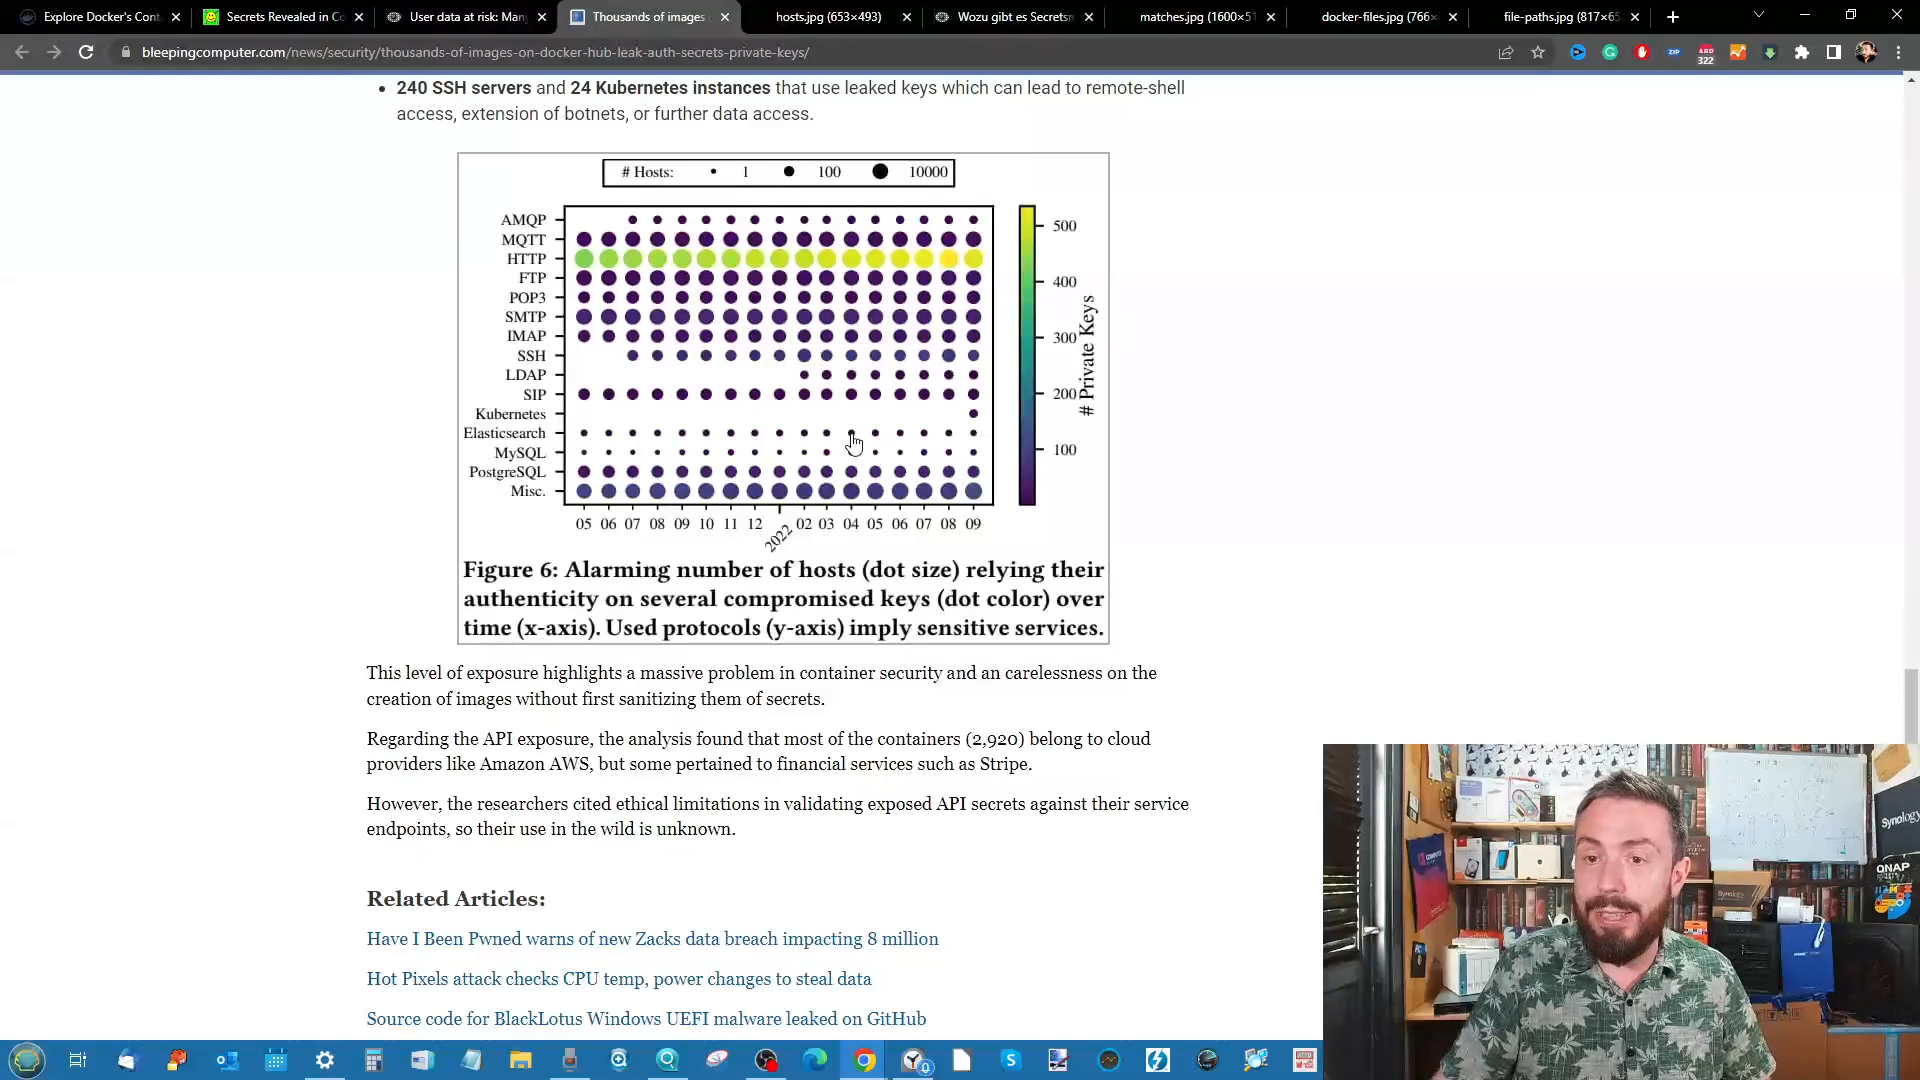 Explore Docker's Cont
Secrets Revealed in Co
User data at risk: Man
Thousands of images
hosts.jpg (653×493)
Wozu gibt es Secretsm
matches.jpg (1600×51
docker-files.jpg (766×
file-paths.jpg (817×65
bleepingcomputer.com/news/security/thousands-of-images-on-docker-hub-leak-auth-secrets-private-keys/
ZIP
322
240 SSH servers and 24 Kubernetes instances that use leaked keys which can lead to remote-shell
access, extension of botnets, or further data access.
# Hosts: 1 100 10000
AMQP
MQTT
HTTP
FTP
POP3
SMTP
IMAP
SSH
LDAP
SIP
Kubernetes
Elasticsearch
MySQL
PostgreSQL
Misc.
05 06 07 08 09 10 11 12 2022 02 03 04 05 06 07 08 09
500
400
300
200
100
# Private Keys
Figure 6: Alarming number of hosts (dot size) relying their
authenticity on several compromised keys (dot color) over
time (x-axis). Used protocols (y-axis) imply sensitive services.
This level of exposure highlights a massive problem in container security and an carelessness on the
creation of images without first sanitizing them of secrets.
Regarding the API exposure, the analysis found that most of the containers (2,920) belong to cloud
providers like Amazon AWS, but some pertained to financial services such as Stripe.
However, the researchers cited ethical limitations in validating exposed API secrets against their service
endpoints, so their use in the wild is unknown.
Related Articles:
Have I Been Pwned warns of new Zacks data breach impacting 8 million
Hot Pixels attack checks CPU temp, power changes to steal data
Source code for BlackLotus Windows UEFI malware leaked on GitHub
Synology
QNAP
Synology